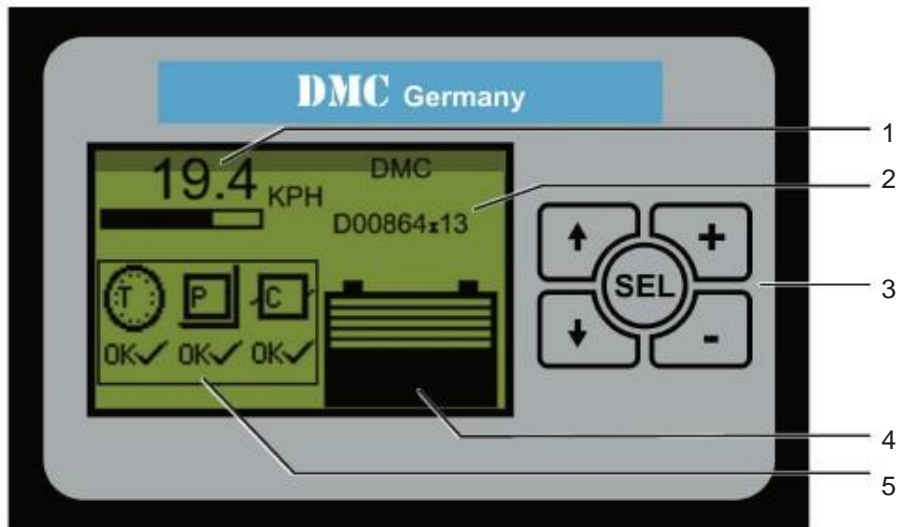 DMC Germany
19.4 KPH
DMC
D00864x13
T P C
OK✓ OK✓ OK✓
↑ +
SEL
↓ -
1
2
3
4
5